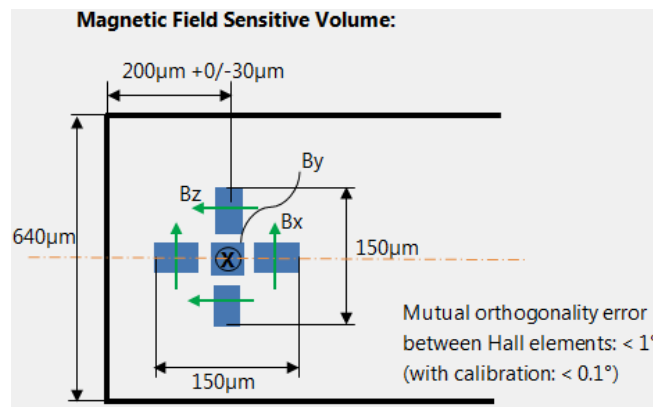 Magnetic Field Sensitive Volume:
200µm +0/-30µm
By
Bz
Bx
640µm
X
150µm
150µm
Mutual orthogonality error
between Hall elements: < 1°
(with calibration: < 0.1°)